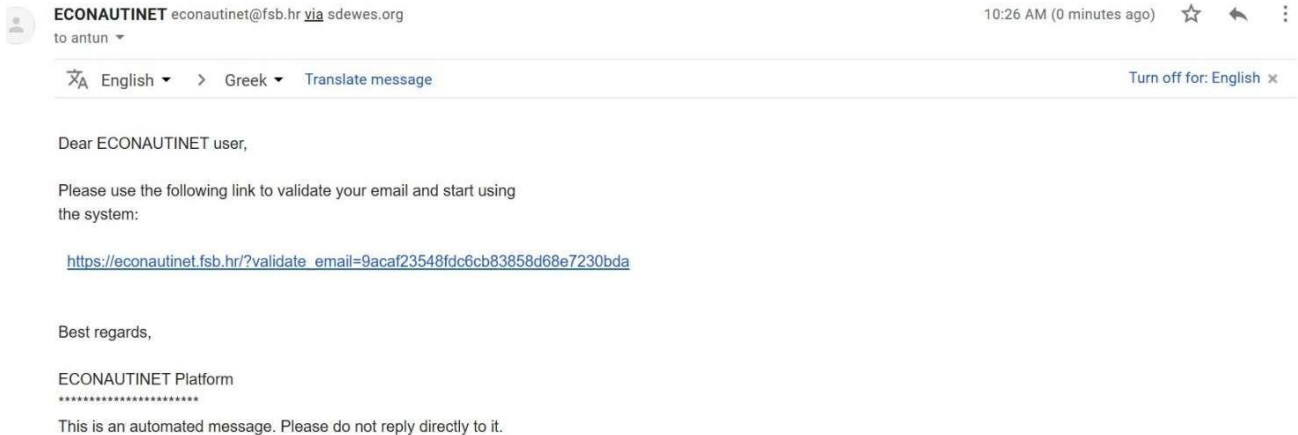 ECONAUTINET econautinet@fsb.hr via sdewes.org 10:26 AM (0 minutes ago)
to antun
English > Greek Translate message Turn off for: English ×
Dear ECONAUTINET user,
Please use the following link to validate your email and start using
the system:
https://econautinet.fsb.hr/?validate_email=9acaf23548fdc6cb83858d68e7230bda
Best regards,
ECONAUTINET Platform
***********************
This is an automated message. Please do not reply directly to it.